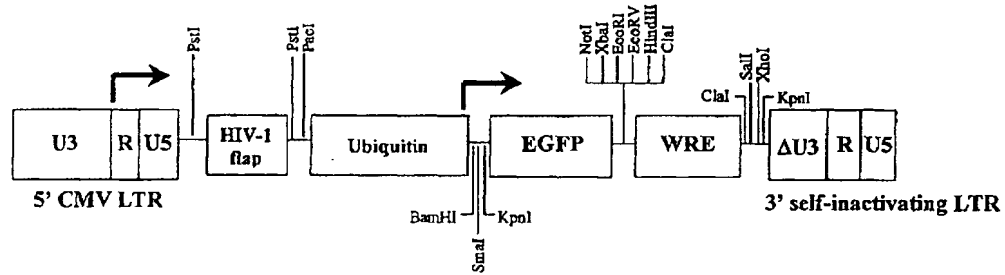 PstI
PstI
PacI
NotI
XbaI
EcoRI
EcoRV
HindIII
ClaI
ClaI
SalI
XhoI
KpnI
U3
R
U5
HIV-1
flap
Ubiquitin
EGFP
WRE
ΔU3
R
U5
5' CMV LTR
BamHI
SmaI
KpnI
3' self-inactivating LTR